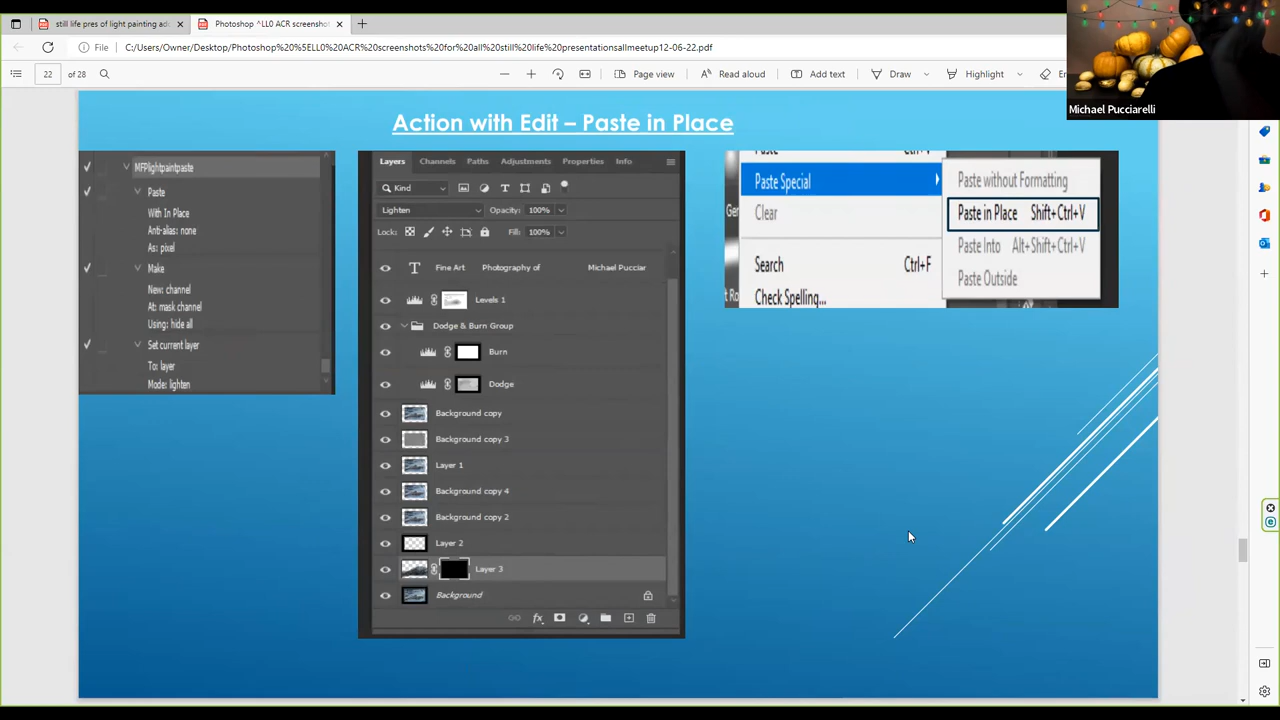 still life pres of light painting ad
Photoshop ^LL0 ACR screenshot
File
C:/Users/Owner/Desktop/Photoshop%20%5ELL0%20ACR%20screenshots%20for%20all%20still%20life%20presentationsallmeetup12-06-22.pdf
22 of 28
Page view
Read aloud
Add text
Draw
Highlight
Er
Michael Pucciarelli
Action with Edit – Paste in Place
MFPlightpaintpaste
Paste
With In Place
Anti-alias: none
As: pixel
Make
New: channel
At: mask channel
Using: hide all
Set current layer
To: layer
Mode: lighten
Layers Channels Paths Adjustments Properties Info
Kind
Lighten Opacity: 100%
Lock: Fill: 100%
T Fine Art Photography of Michael Pucciar
Levels 1
Dodge & Burn Group
Burn
Dodge
Background copy
Background copy 3
Layer 1
Background copy 4
Background copy 2
Layer 2
Layer 3
Background
fx
Paste Ctrl+V
Paste Special
Clear
Search Ctrl+F
Check Spelling...
Paste without Formatting
Paste in Place Shift+Ctrl+V
Paste Into Alt+Shift+Ctrl+V
Paste Outside